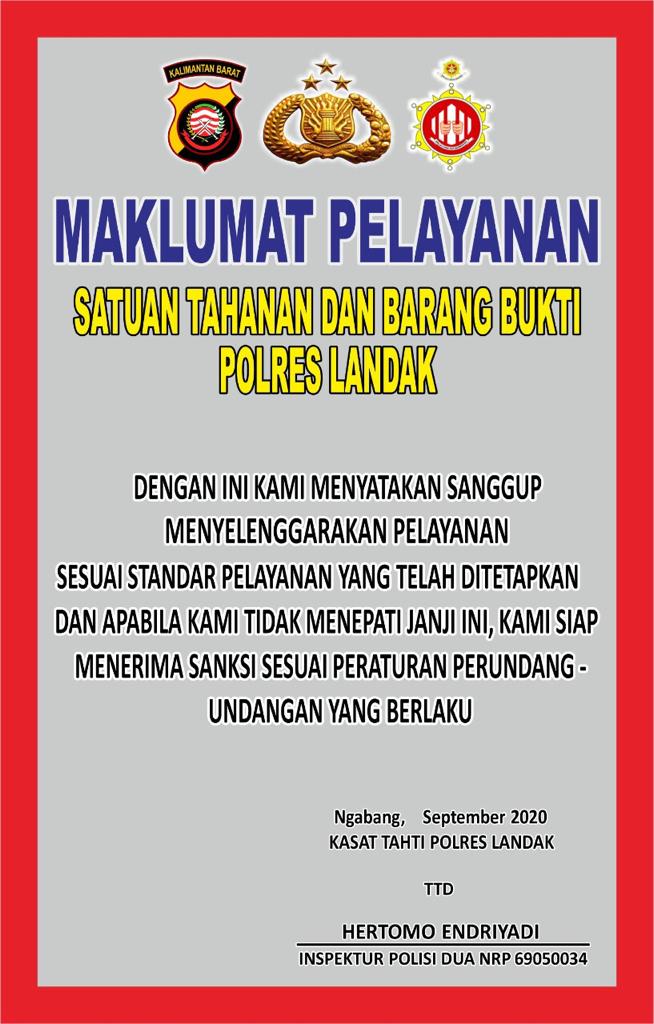 KALIMANTAN BARAT
MAKLUMAT PELAYANAN
SATUAN TAHANAN DAN BARANG BUKTI
POLRES LANDAK
DENGAN INI KAMI MENYATAKAN SANGGUP
MENYELENGGARAKAN PELAYANAN
SESUAI STANDAR PELAYANAN YANG TELAH DITETAPKAN
DAN APABILA KAMI TIDAK MENEPATI JANJI INI, KAMI SIAP
MENERIMA SANKSI SESUAI PERATURAN PERUNDANG -
UNDANGAN YANG BERLAKU
Ngabang, September 2020
KASAT TAHTI POLRES LANDAK
TTD
HERTOMO ENDRIYADI
INSPEKTUR POLISI DUA NRP 69050034